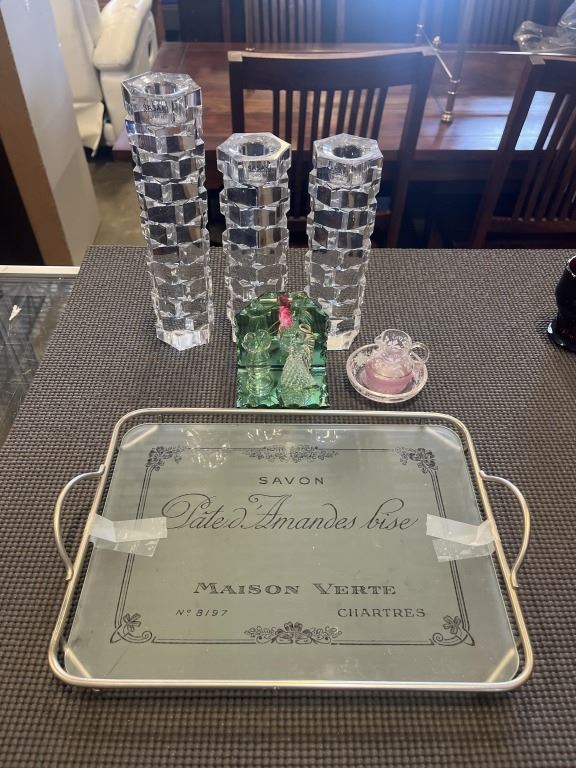 SAVON
Pâte d'Amandes bise
MAISON VERTE
Nº 8197 CHARTRES